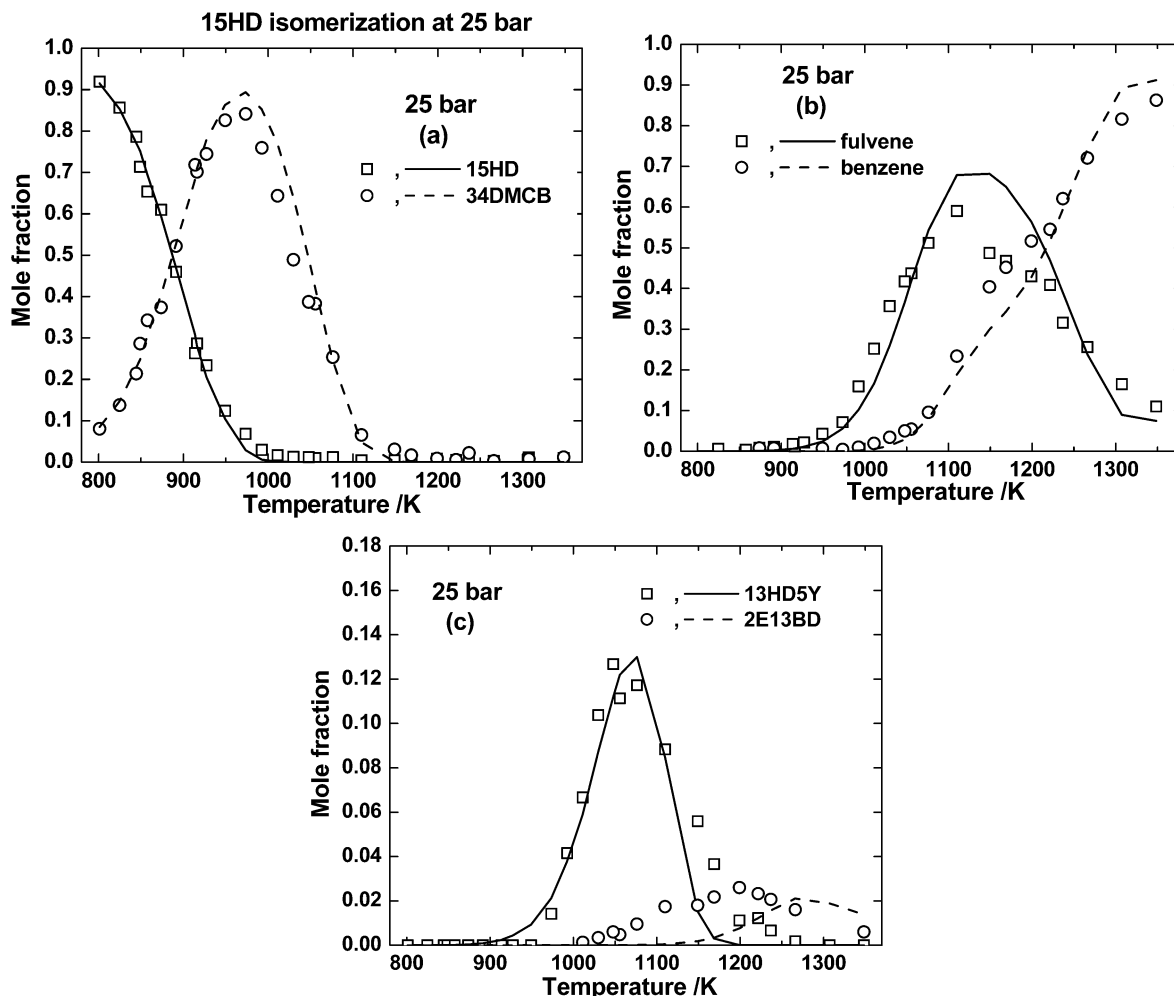 15HD isomerization at 25 bar
1.0
0.9
0.8
0.7
0.6
0.5
0.4
0.3
0.2
0.1
0.0
Mole fraction
25 bar
(a)
, 15HD
, 34DMCB
800 900 1000 1100 1200 1300
Temperature /K
1.0
0.9
0.8
0.7
0.6
0.5
0.4
0.3
0.2
0.1
0.0
Mole fraction
25 bar
(b)
, fulvene
, benzene
800 900 1000 1100 1200 1300
Temperature /K
0.18
0.16
0.14
0.12
0.10
0.08
0.06
0.04
0.02
0.00
Mole fraction
25 bar
(c)
, 13HD5Y
, 2E13BD
800 900 1000 1100 1200 1300
Temperature /K